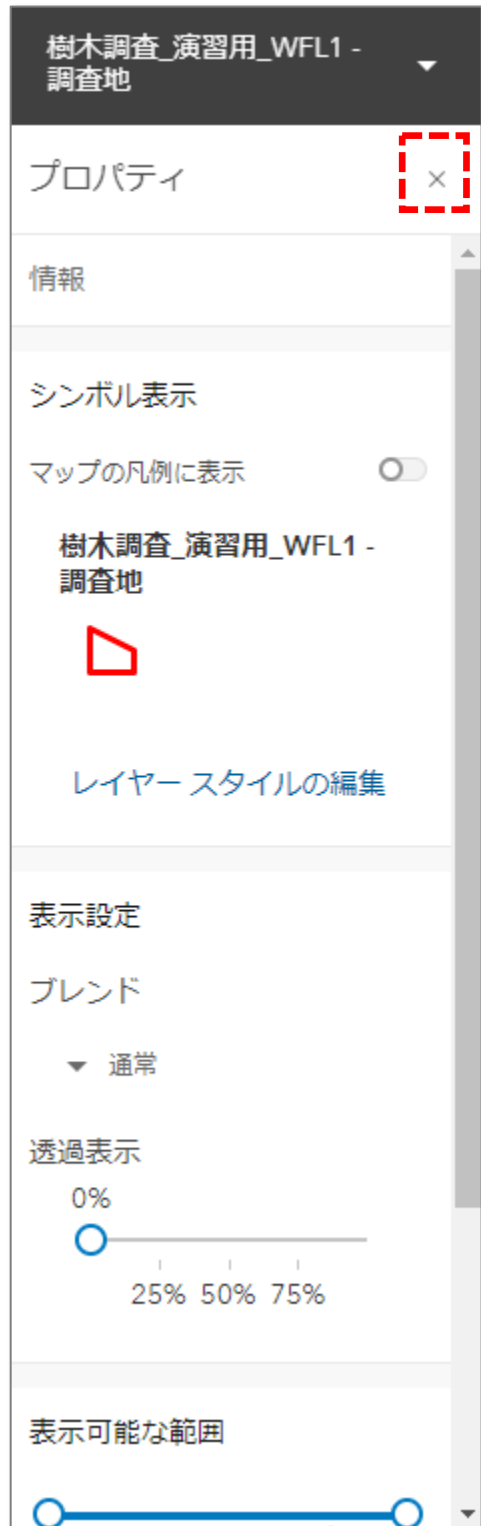 樹木調査_演習用_WFL1 -
調査地
プロパティ
情報
シンボル表示
マップの凡例に表示
樹木調査_演習用_WFL1 -
調査地
レイヤー スタイルの編集
表示設定
ブレンド
通常
透過表示
0%
25% 50% 75%
表示可能な範囲